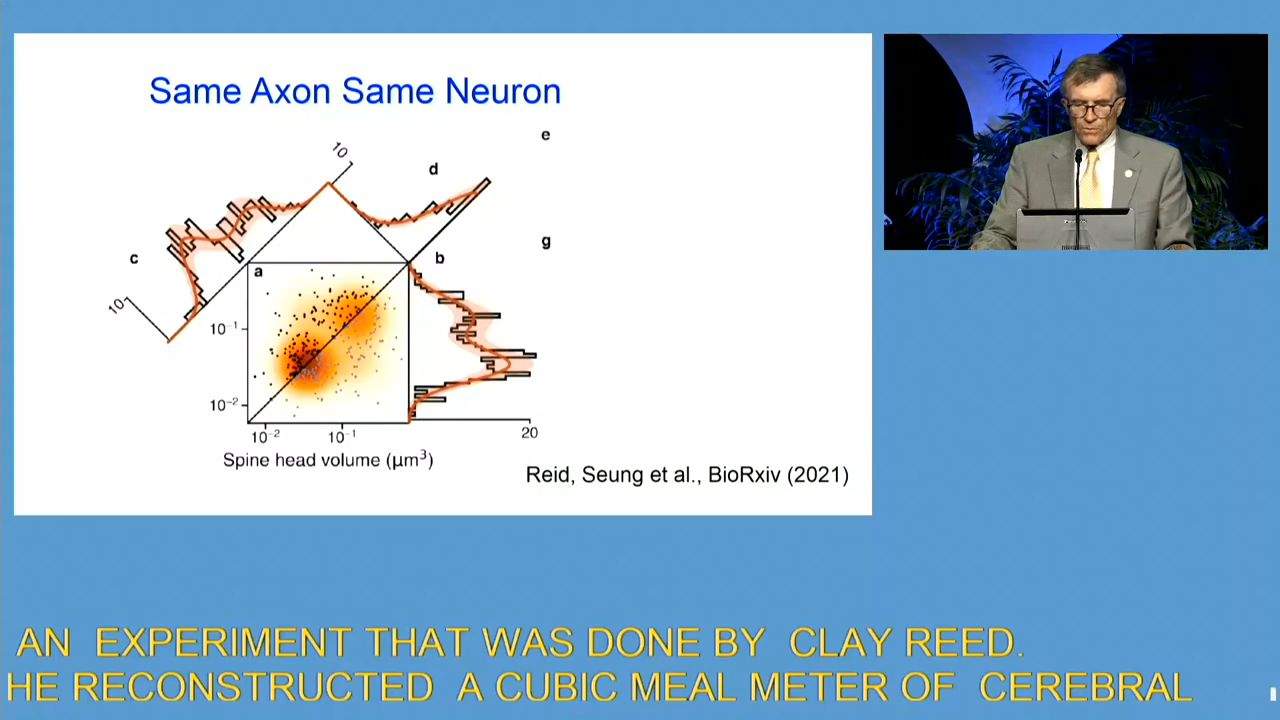 Same Axon Same Neuron
e
10
d
g
c
b
a
10
10⁻¹
10⁻²
10⁻² 10⁻¹
20
Spine head volume (μm³)
Reid, Seung et al., BioRxiv (2021)
AN EXPERIMENT THAT WAS DONE BY CLAY REED.
HE RECONSTRUCTED A CUBIC MEAL METER OF CEREBRAL